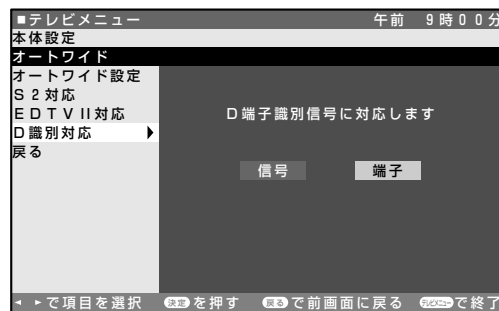 ■テレビメニュー 午前 9時00分
本体設定
オートワイド
オートワイド設定
S2対応
EDTVII対応
D識別対応
戻る
D端子識別信号に対応します
信号 端子
で項目を選択 決定を押す 戻るで前画面に戻る テレビメニューで終了